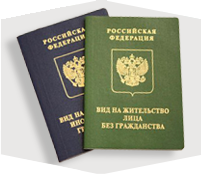 РОССИЙСКАЯ
ФЕДЕРАЦИЯ
ВИД НА
РОССИЙСКАЯ
ФЕДЕРАЦИЯ
ВИД НА ЖИТЕЛЬСТВО
ЛИЦА
БЕЗ ГРАЖДАНСТВА